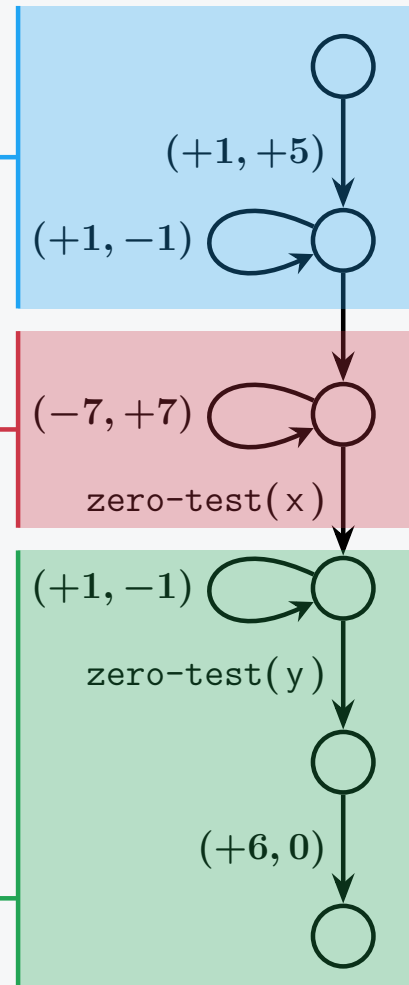 (+1, +5)
(+1, −1)
(−7, +7)
zero-test(x)
(+1, −1)
zero-test(y)
(+6, 0)